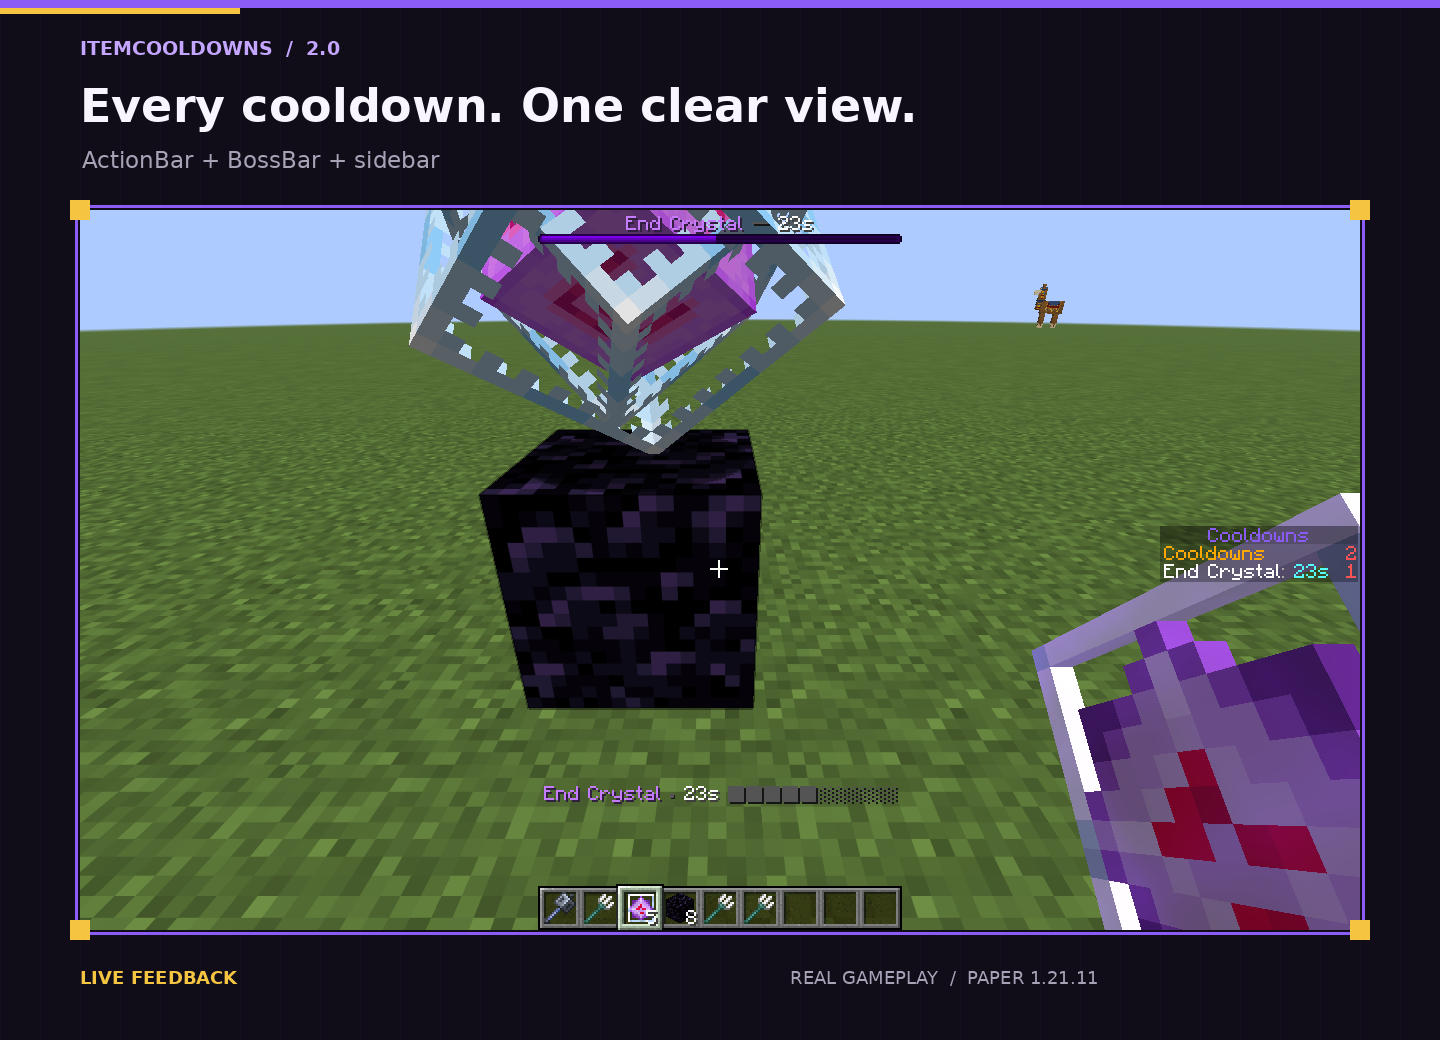 ITEMCOOLDOWNS / 2.0
Every cooldown. One clear view.
ActionBar + BossBar + sidebar
End Crystal — 23s
Cooldowns
Cooldowns 2
End Crystal: 23s 1
End Crystal · 23s
5 8
LIVE FEEDBACK
REAL GAMEPLAY / PAPER 1.21.11